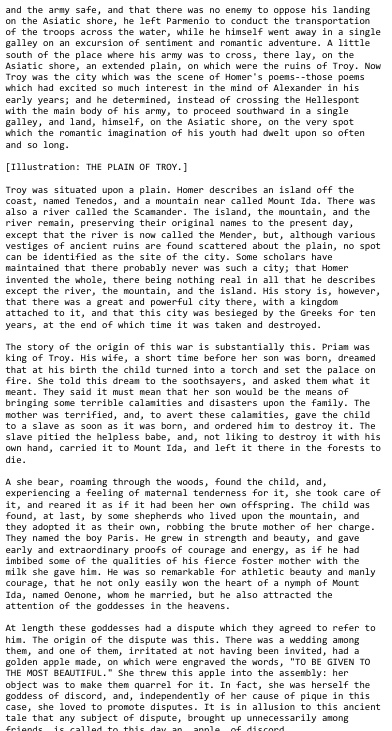 and the army safe, and that there was no enemy to oppose his landing
on the Asiatic shore, he left Parmenio to conduct the transportation
of the troops across the water, while he himself went away in a single
galley on an excursion of sentiment and romantic adventure. A little
south of the place where his army was to cross, there lay, on the
Asiatic shore, an extended plain, on which were the ruins of Troy. Now
Troy was the city which was the scene of Homer's poems--those poems
which had excited so much interest in the mind of Alexander in his
early years; and he determined, instead of crossing the Hellespont
with the main body of his army, to proceed southward in a single
galley, and land, himself, on the Asiatic shore, on the very spot
which the romantic imagination of his youth had dwelt upon so often
and so long.
[Illustration: THE PLAIN OF TROY.]
Troy was situated upon a plain. Homer describes an island off the
coast, named Tenedos, and a mountain near called Mount Ida. There was
also a river called the Scamander. The island, the mountain, and the
river remain, preserving their original names to the present day,
except that the river is now called the Mender, but, although various
vestiges of ancient ruins are found scattered about the plain, no spot
can be identified as the site of the city. Some scholars have
maintained that there probably never was such a city; that Homer
invented the whole, there being nothing real in all that he describes
except the river, the mountain, and the island. His story is, however,
that there was a great and powerful city there, with a kingdom
attached to it, and that this city was besieged by the Greeks for ten
years, at the end of which time it was taken and destroyed.
The story of the origin of this war is substantially this. Priam was
king of Troy. His wife, a short time before her son was born, dreamed
that at his birth the child turned into a torch and set the palace on
fire. She told this dream to the soothsayers, and asked them what it
meant. They said it must mean that her son would be the means of
bringing some terrible calamities and disasters upon the family. The
mother was terrified, and, to avert these calamities, gave the child
to a slave as soon as it was born, and ordered him to destroy it. The
slave pitied the helpless babe, and, not liking to destroy it with his
own hand, carried it to Mount Ida, and left it there in the forests to
die.
A she bear, roaming through the woods, found the child, and,
experiencing a feeling of maternal tenderness for it, she took care of
it, and reared it as if it had been her own offspring. The child was
found, at last, by some shepherds who lived upon the mountain, and
they adopted it as their own, robbing the brute mother of her charge.
They named the boy Paris. He grew in strength and beauty, and gave
early and extraordinary proofs of courage and energy, as if he had
imbibed some of the qualities of his fierce foster mother with the
milk she gave him. He was so remarkable for athletic beauty and manly
courage, that he not only easily won the heart of a nymph of Mount
Ida, named Oenone, whom he married, but he also attracted the
attention of the goddesses in the heavens.
At length these goddesses had a dispute which they agreed to refer to
him. The origin of the dispute was this. There was a wedding among
them, and one of them, irritated at not having been invited, had a
golden apple made, on which were engraved the words, "TO BE GIVEN TO
THE MOST BEAUTIFUL." She threw this apple into the assembly: her
object was to make them quarrel for it. In fact, she was herself the
goddess of discord, and, independently of her cause of pique in this
case, she loved to promote disputes. It is in allusion to this ancient
tale that any subject of dispute, brought up unnecessarily among
friends, is called to this day an apple of discord